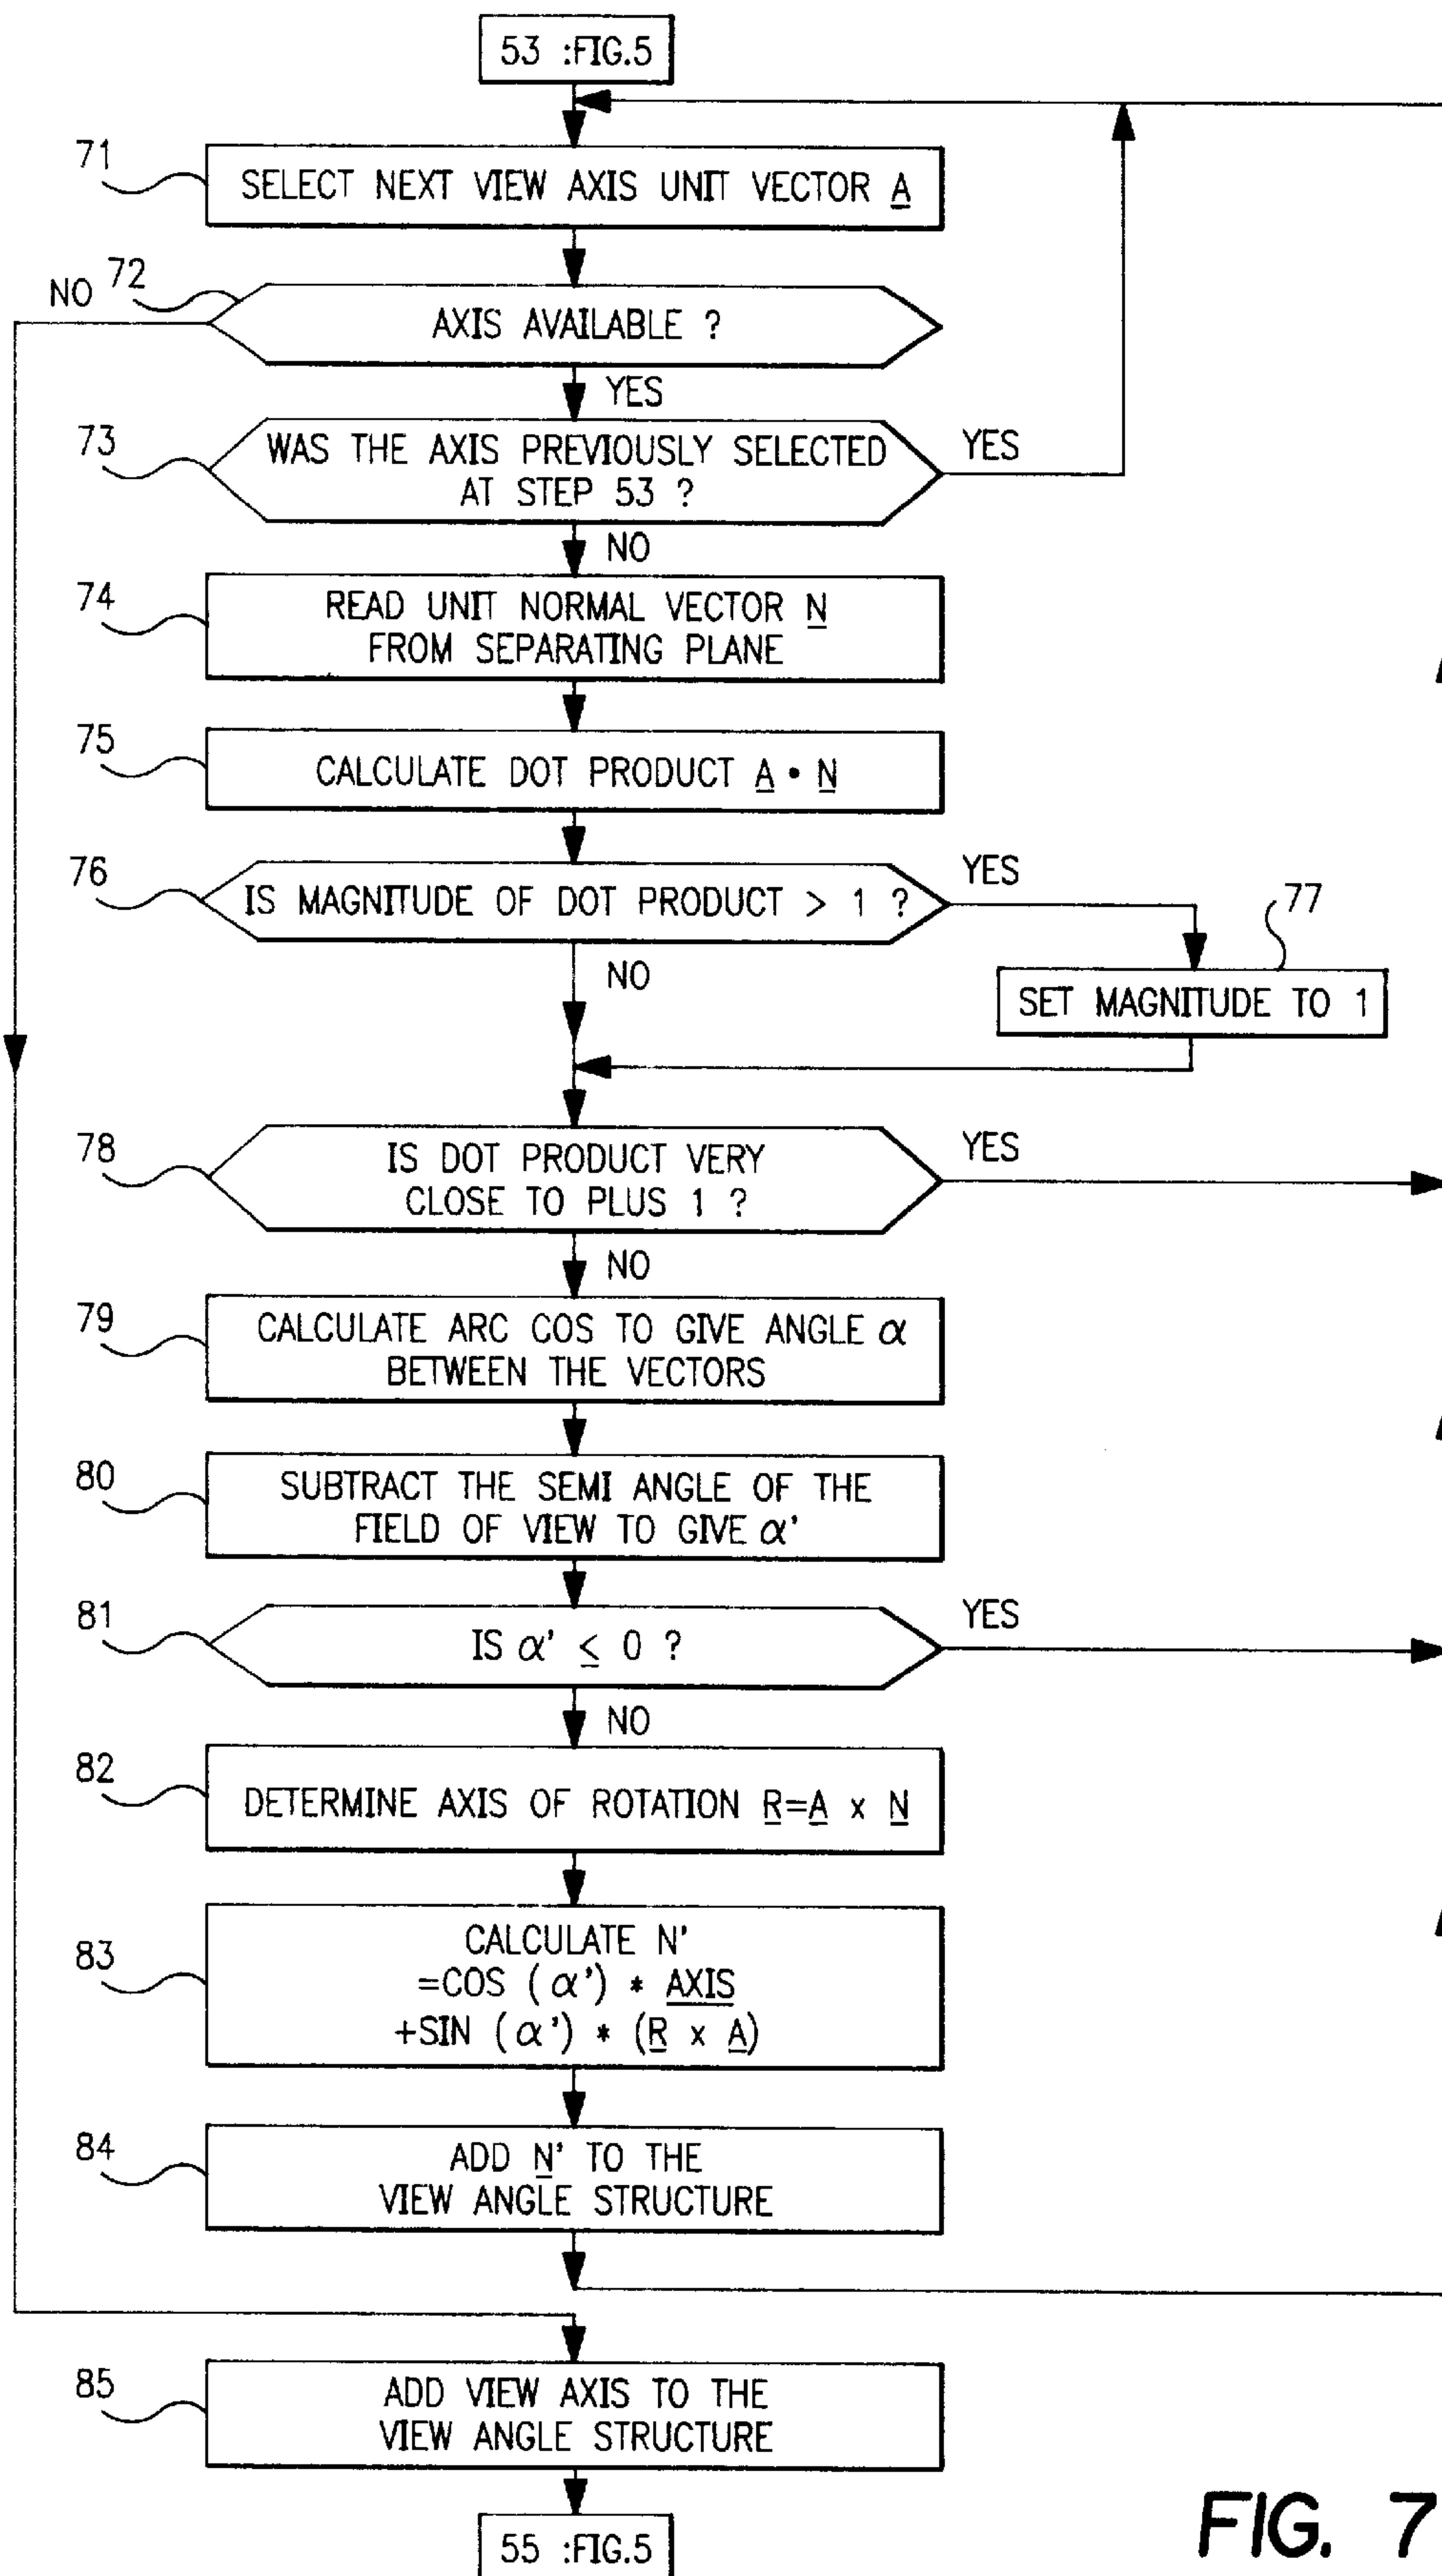 53 :FIG.5
71
SELECT NEXT VIEW AXIS UNIT VECTOR A
NO
72
AXIS AVAILABLE ?
YES
73
WAS THE AXIS PREVIOUSLY SELECTED
AT STEP 53 ?
YES
NO
74
READ UNIT NORMAL VECTOR N
FROM SEPARATING PLANE
75
CALCULATE DOT PRODUCT A • N
76
IS MAGNITUDE OF DOT PRODUCT > 1 ?
YES
77
SET MAGNITUDE TO 1
NO
78
IS DOT PRODUCT VERY
CLOSE TO PLUS 1 ?
YES
NO
79
CALCULATE ARC COS TO GIVE ANGLE α
BETWEEN THE VECTORS
80
SUBTRACT THE SEMI ANGLE OF THE
FIELD OF VIEW TO GIVE α'
81
IS α' ≤ 0 ?
YES
NO
82
DETERMINE AXIS OF ROTATION R=A x N
83
CALCULATE N'
=COS (α') * AXIS
+SIN (α') * (R x A)
84
ADD N' TO THE
VIEW ANGLE STRUCTURE
85
ADD VIEW AXIS TO THE
VIEW ANGLE STRUCTURE
55 :FIG.5
FIG. 7